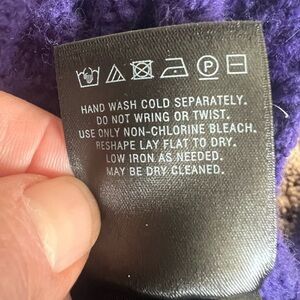 HAND WASH COLD SEPARATELY.
DO NOT WRING OR TWIST.
USE ONLY NON-CHLORINE BLEACH.
RESHAPE LAY FLAT TO DRY.
LOW IRON AS NEEDED.
MAY BE DRY CLEANED.